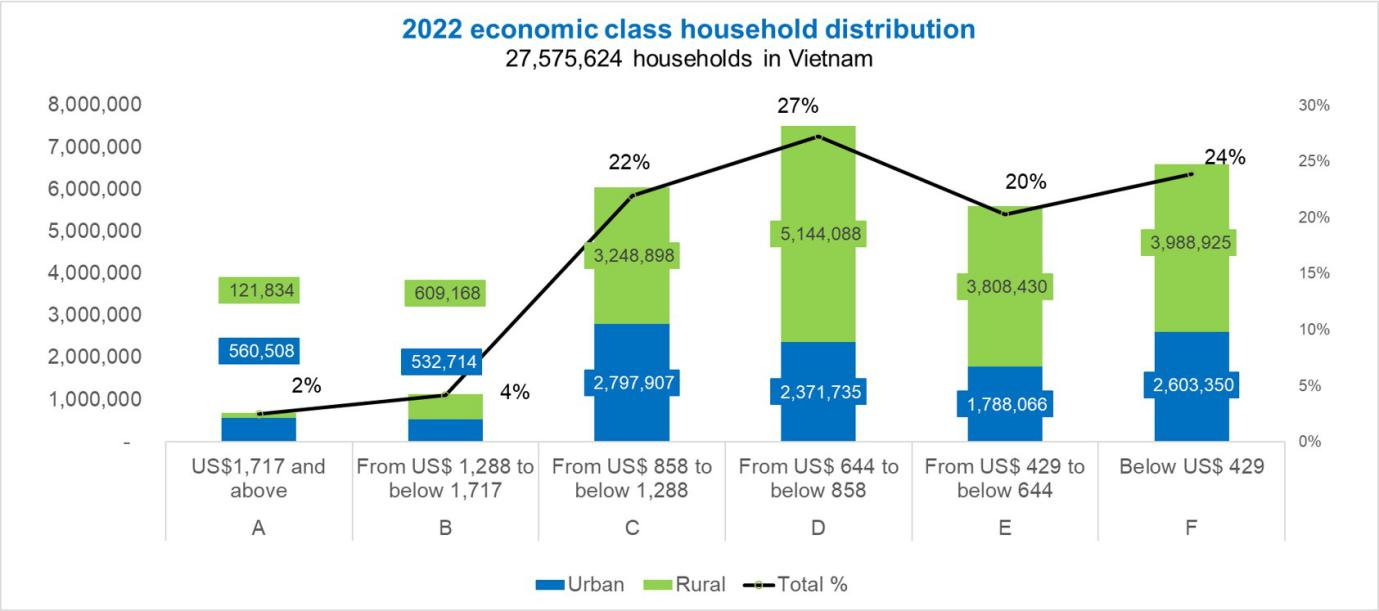 2022 economic class household distribution
27,575,624 households in Vietnam
8,000,000
7,000,000
6,000,000
5,000,000
4,000,000
3,000,000
2,000,000
1,000,000
-
30%
25%
20%
15%
10%
5%
0%
2%
4%
22%
27%
20%
24%
121,834
609,168
3,248,898
5,144,088
3,808,430
3,988,925
560,508
532,714
2,797,907
2,371,735
1,788,066
2,603,350
US$1,717 and
above
A
From US$ 1,288 to
below 1,717
B
From US$ 858 to
below 1,288
C
From US$ 644 to
below 858
D
From US$ 429 to
below 644
E
Below US$ 429
F
Urban Rural Total %